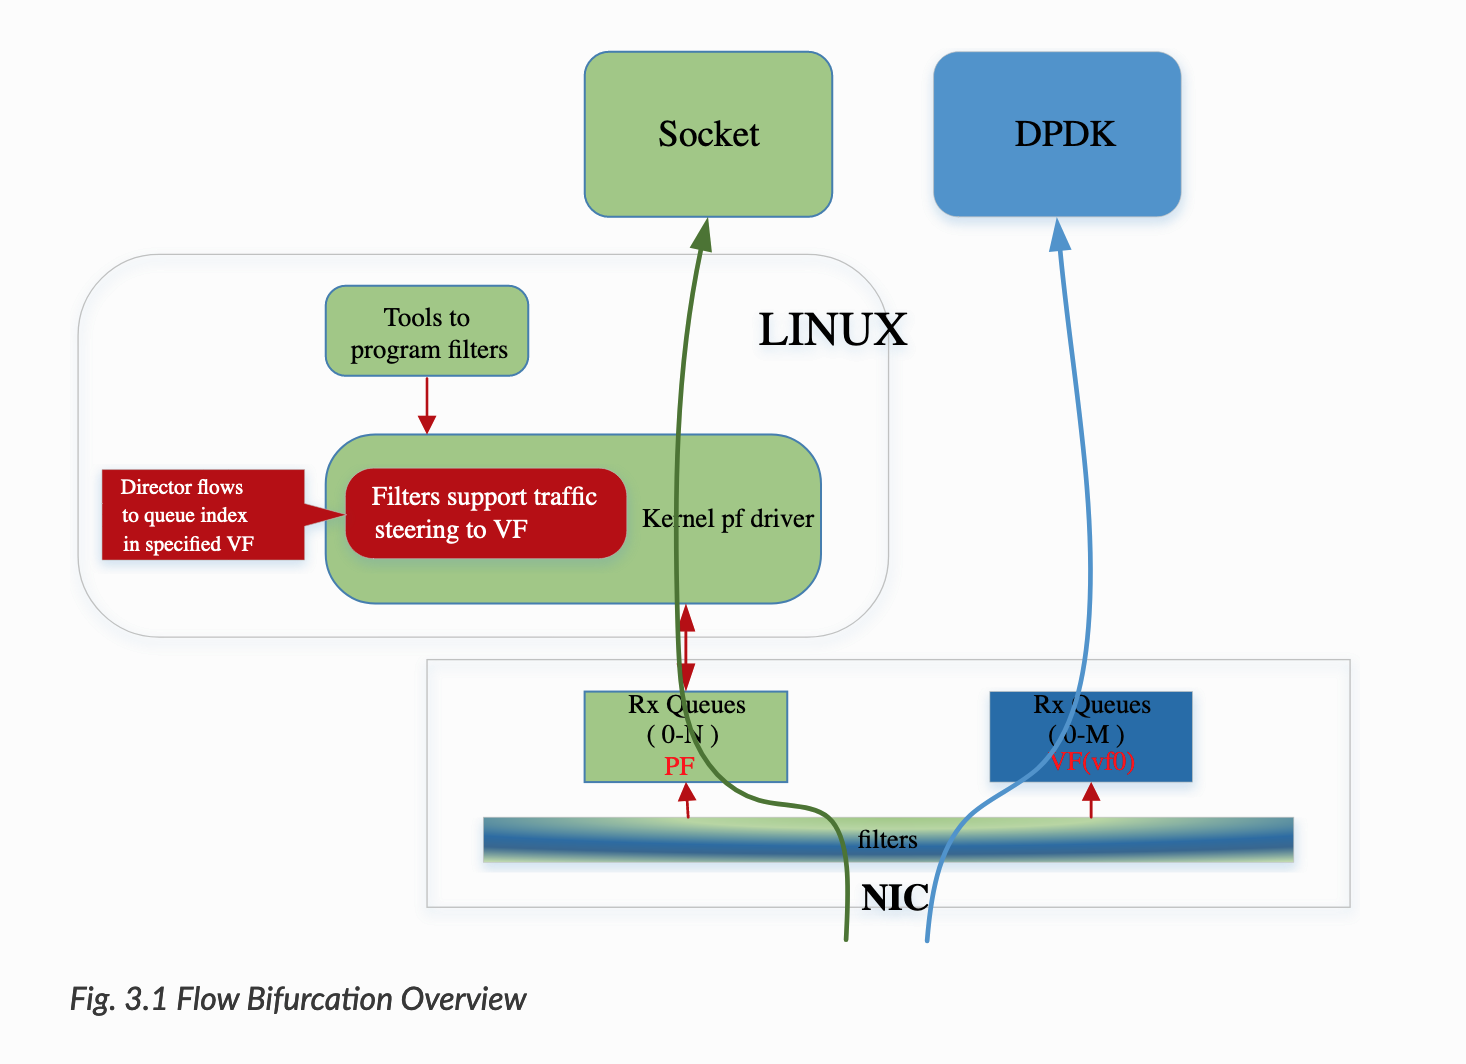 Socket
DPDK
LINUX
Tools to
program filters
Director flows
to queue index
in specified VF
Filters support traffic
steering to VF
Kernel pf driver
Rx Queues
( 0-N )
PF
Rx Queues
( 0-M )
VF(vf0)
filters
NIC
Fig. 3.1 Flow Bifurcation Overview